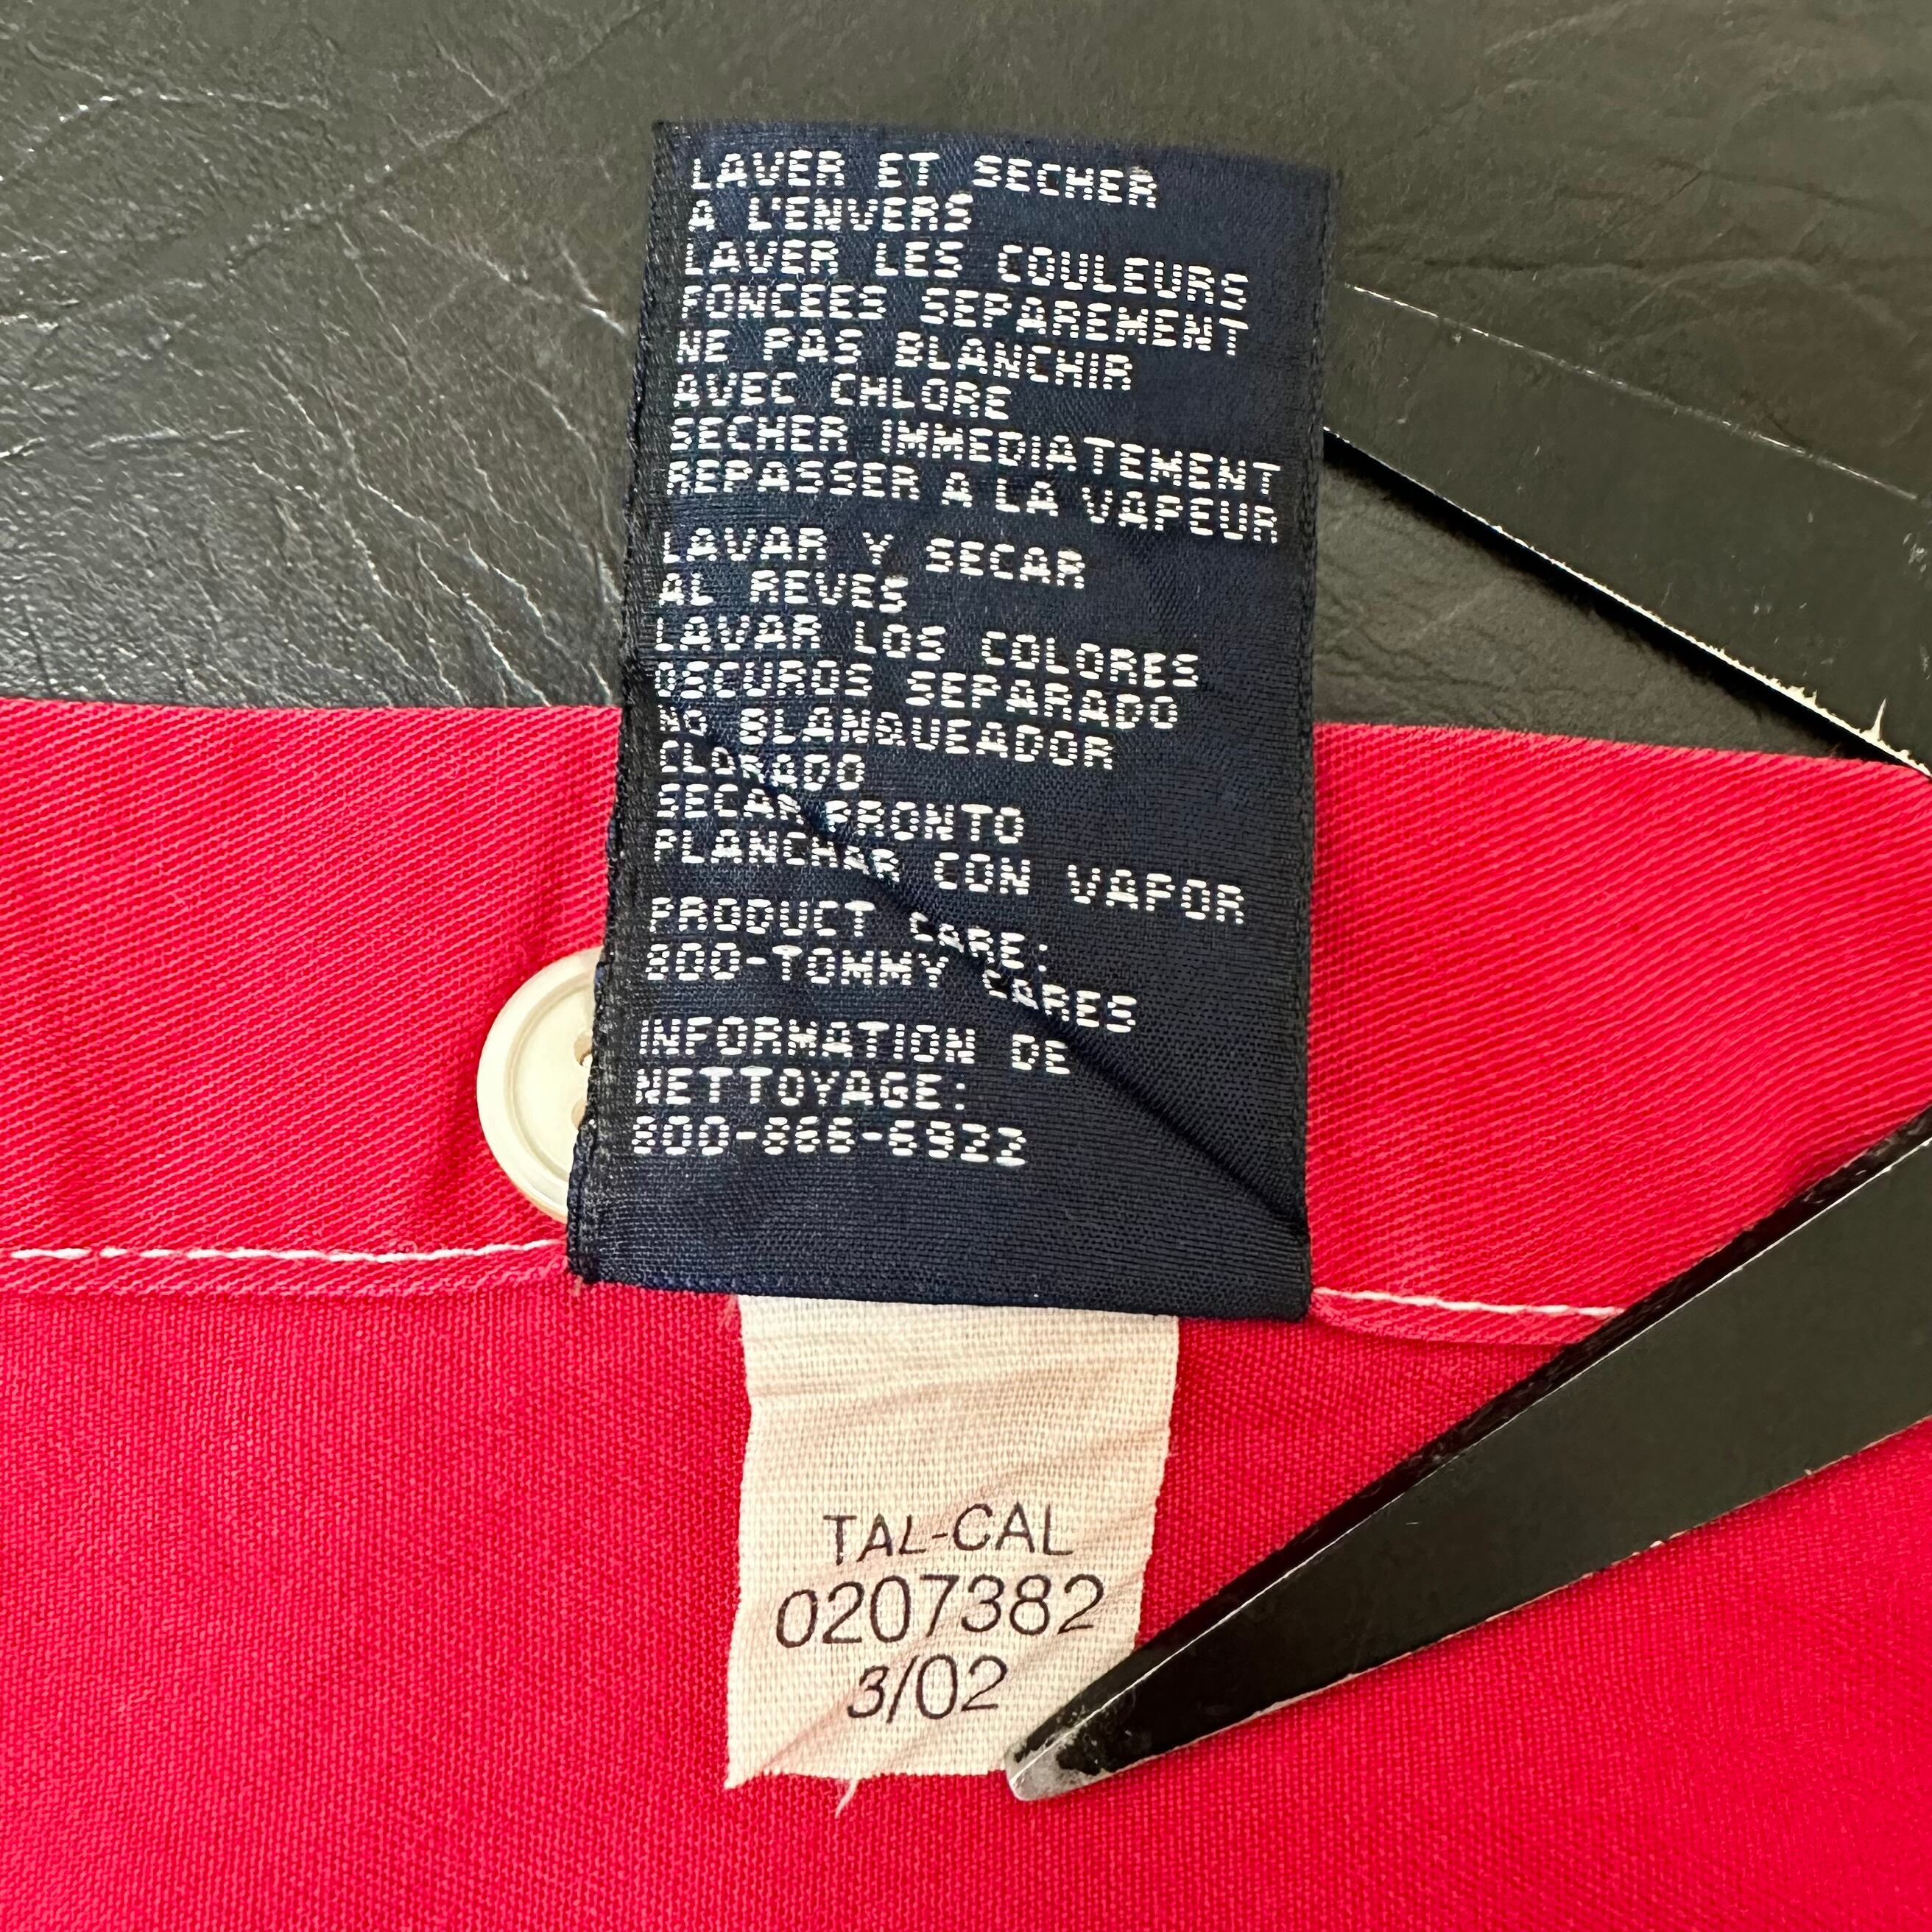 LAVER ET SECHER
A L'ENVERS
LAVER LES COULEURS
FONCEES SEPAREMENT
NE PAS BLANCHIR
AVEC CHLORE
SECHER IMMEDIATEMENT
REPASSER A LA VAPEUR
LAVAR Y SECAR
AL REVES
LAVAR LOS COLORES
OSCUROS SEPARADO
NO BLANQUEADOR
CLORADO
SECAR PRONTO
PLANCHAR CON VAPOR
PRODUCT CARE:
800-TOMMY CARES
INFORMATION DE
NETTOYAGE:
800-866-6922
TAL-CAL
0207382
3/02